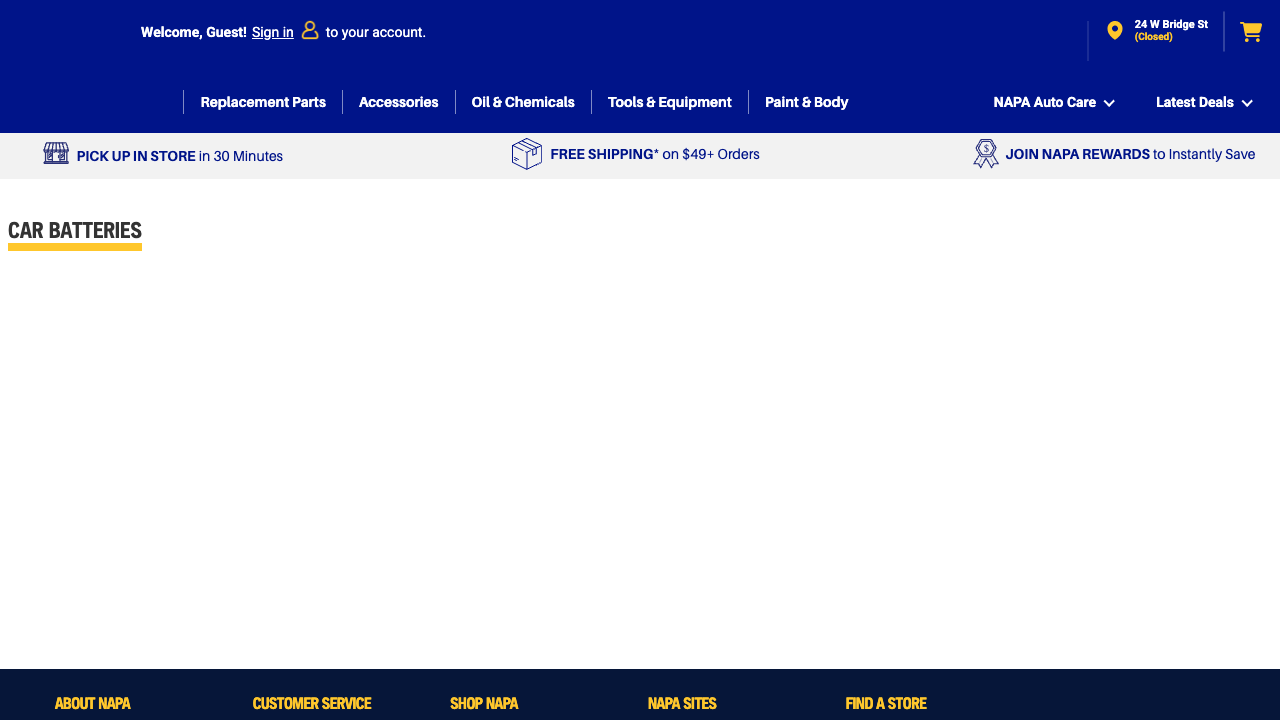 Welcome, Guest! Sign in to your account.
24 W Bridge St
(Closed)
Replacement Parts
Accessories
Oil & Chemicals
Tools & Equipment
Paint & Body
NAPA Auto Care
Latest Deals
PICK UP IN STORE in 30 Minutes
FREE SHIPPING* on $49+ Orders
$
JOIN NAPA REWARDS to Instantly Save
CAR BATTERIES
ABOUT NAPA
CUSTOMER SERVICE
SHOP NAPA
NAPA SITES
FIND A STORE